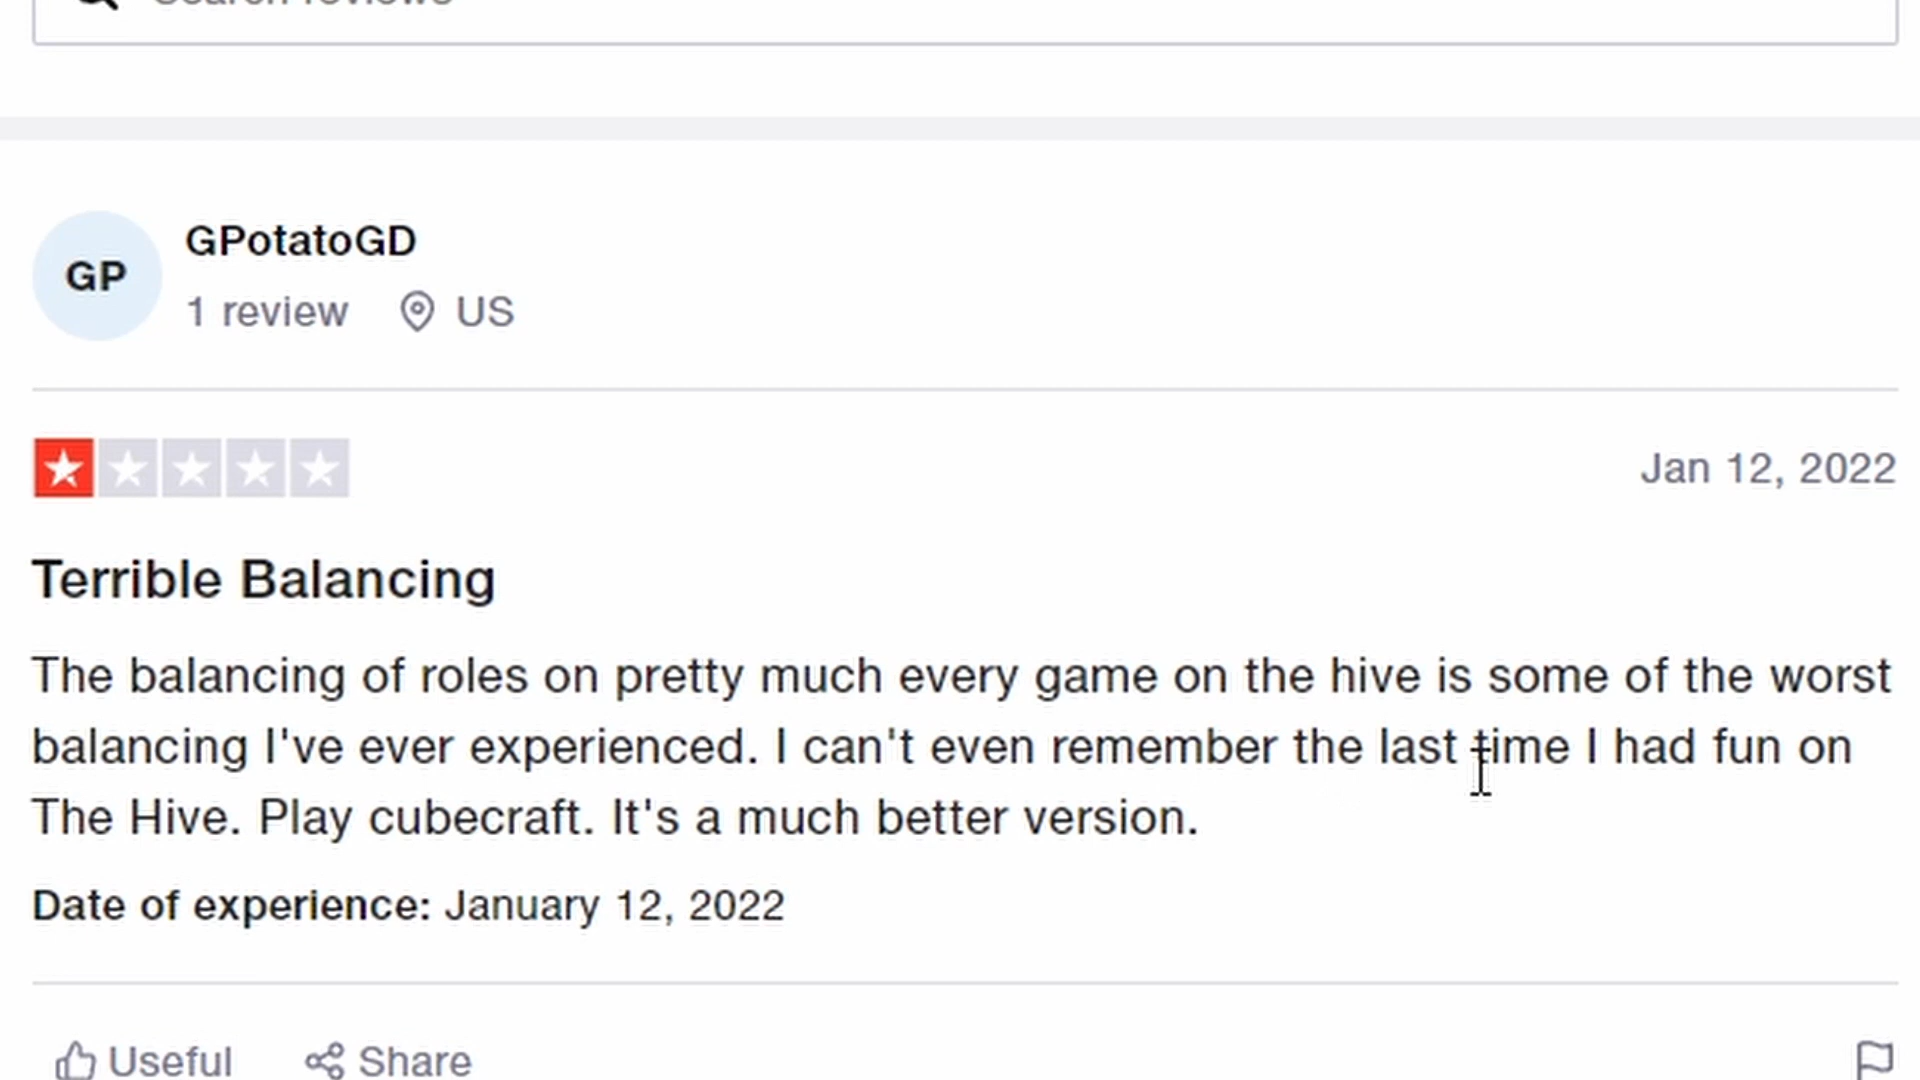 Search reviews
GP
GPotatoGD
1 review US
Jan 12, 2022
Terrible Balancing
The balancing of roles on pretty much every game on the hive is some of the worst
balancing I've ever experienced. I can't even remember the last time I had fun on
The Hive. Play cubecraft. It's a much better version.
Date of experience: January 12, 2022
Useful Share